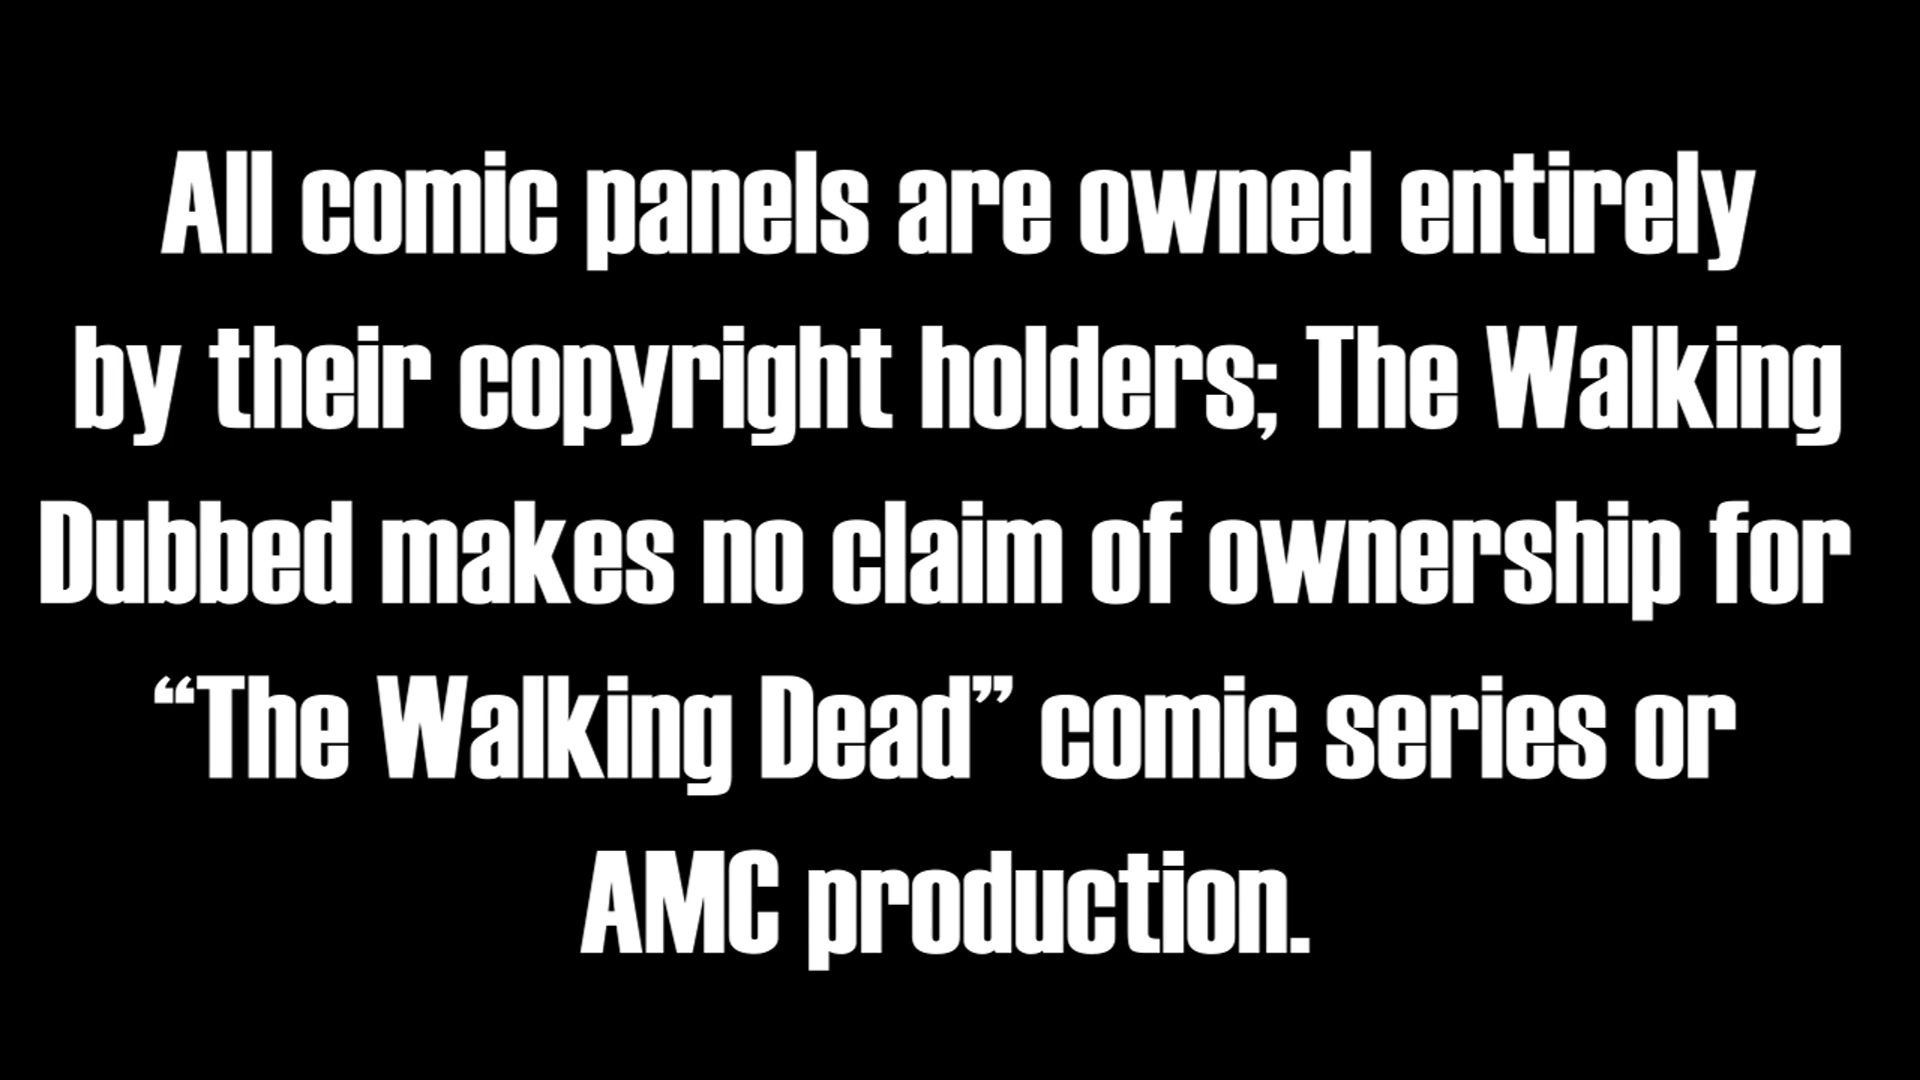 All comic panels are owned entirely
by their copyright holders; The Walking
Dubbed makes no claim of ownership for
“The Walking Dead” comic series or
AMC production.